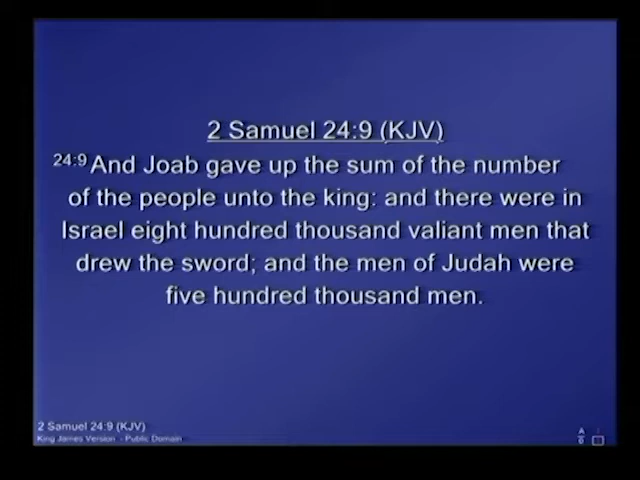 2 Samuel 24:9 (KJV)
24:9 And Joab gave up the sum of the number
of the people unto the king: and there were in
Israel eight hundred thousand valiant men that
drew the sword; and the men of Judah were
five hundred thousand men.
2 Samuel 24:9 (KJV)
King James Version - Public Domain